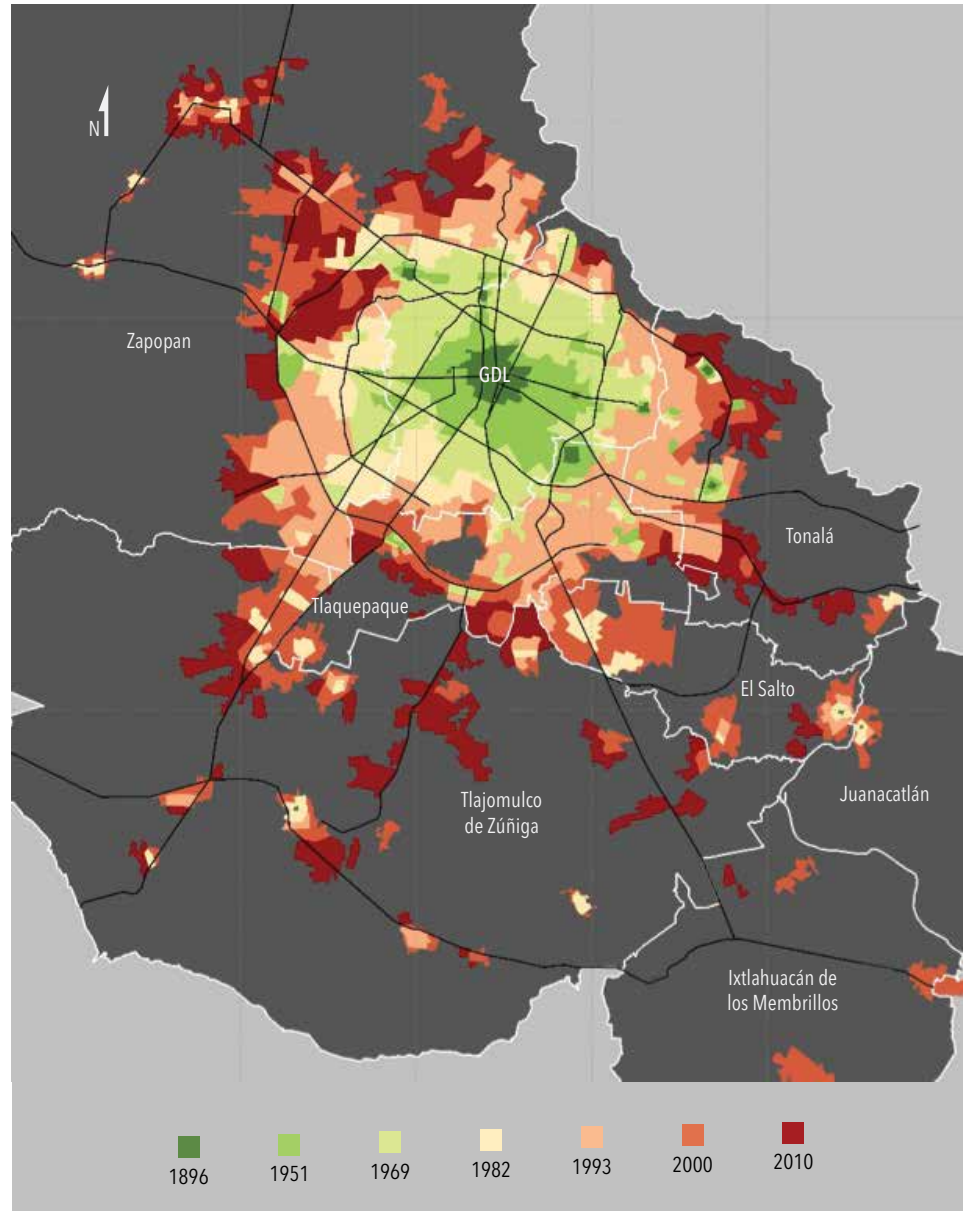 N
Zapopan
GDL
Tonalá
Tlaquepaque
El Salto
Tlajomulco
de Zúñiga
Juanacatlán
Ixtlahuacán de
los Membrillos
1896
1951
1969
1982
1993
2000
2010